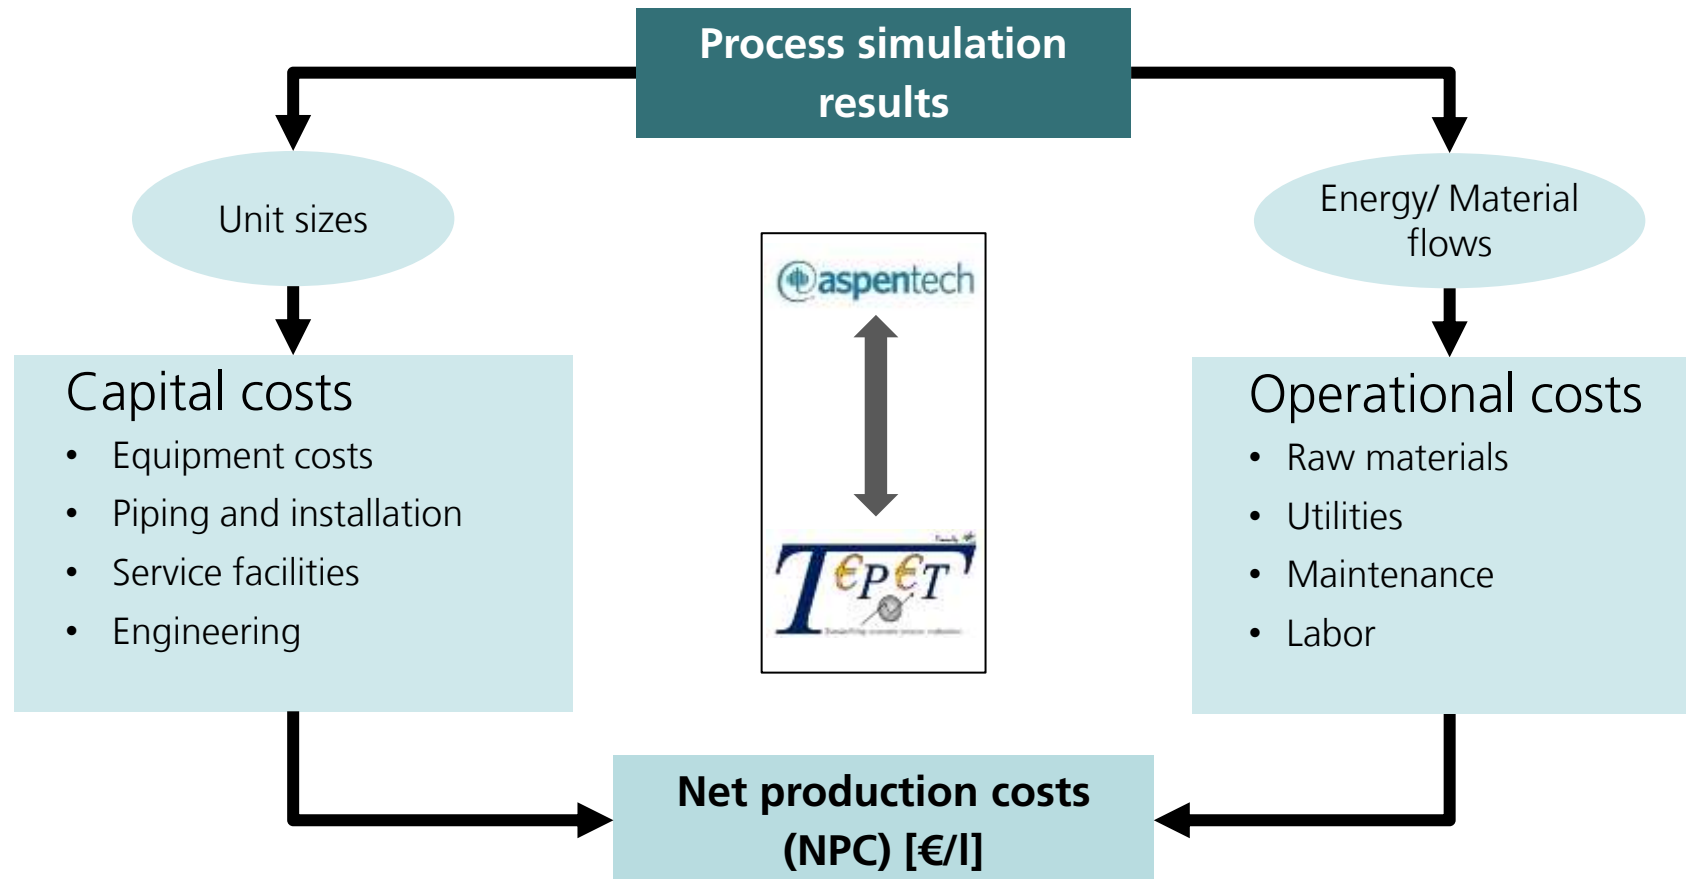 Process simulation
results
Unit sizes
Energy/ Material
flows
aspentech
Capital costs
• Equipment costs
• Piping and installation
• Service facilities
• Engineering
T€P€T
Operational costs
• Raw materials
• Utilities
• Maintenance
• Labor
Net production costs
(NPC) [€/l]